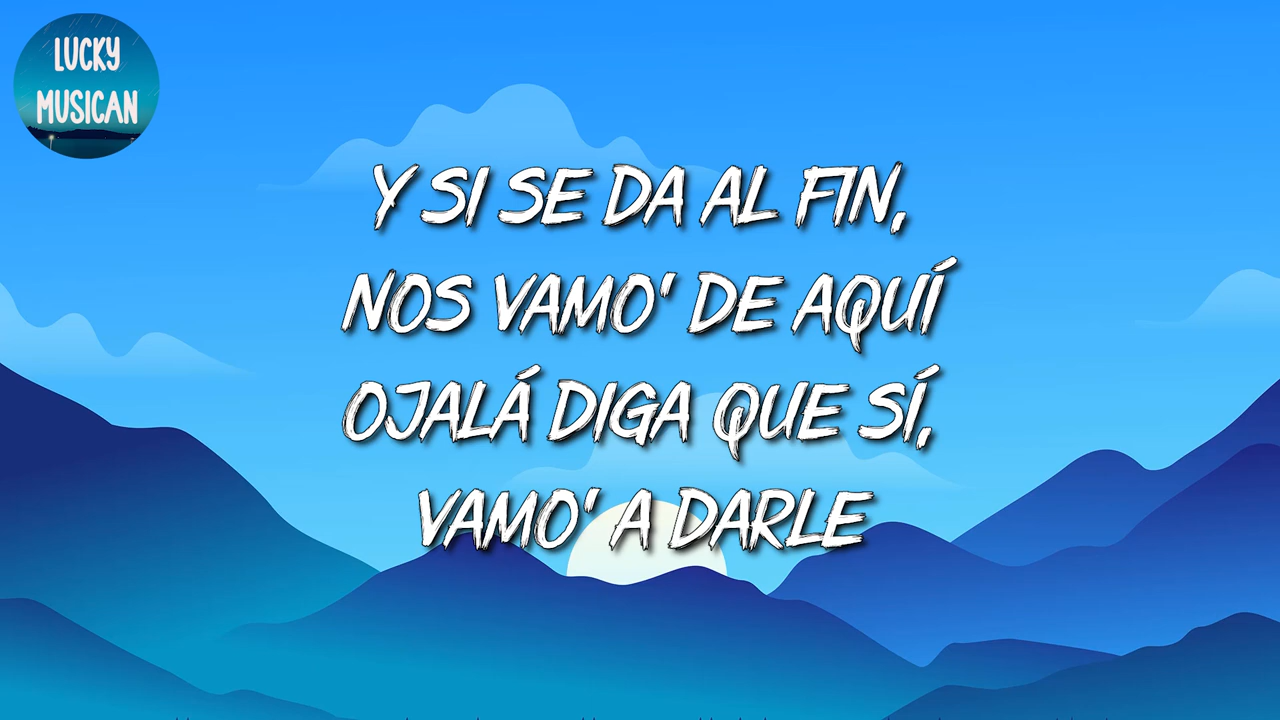 LUCKY
MUSICAN
Y SI SE DA AL FIN,
NOS VAMO' DE AQUÍ
OJALÁ DIGA QUE SÍ,
VAMO' A DARLE